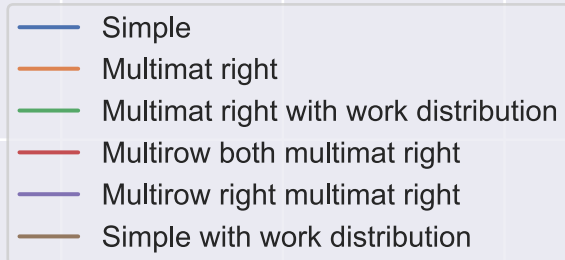 Simple
Multimat right
Multimat right with work distribution
Multirow both multimat right
Multirow right multimat right
Simple with work distribution